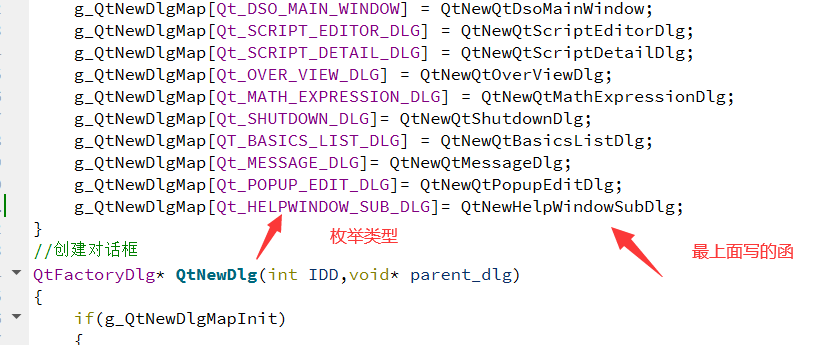 g_QtNewDlgMap[Qt_DSO_MAIN_WINDOW] = QtNewQtDsoMainWindow;
g_QtNewDlgMap[Qt_SCRIPT_EDITOR_DLG] = QtNewQtScriptEditorDlg;
g_QtNewDlgMap[Qt_SCRIPT_DETAIL_DLG] = QtNewQtScriptDetailDlg;
g_QtNewDlgMap[Qt_OVER_VIEW_DLG] = QtNewQtOverViewDlg;
g_QtNewDlgMap[Qt_MATH_EXPRESSION_DLG] = QtNewQtMathExpressionDlg;
g_QtNewDlgMap[Qt_SHUTDOWN_DLG]= QtNewQtShutdownDlg;
g_QtNewDlgMap[QT_BASICS_LIST_DLG] = QtNewQtBasicsListDlg;
g_QtNewDlgMap[Qt_MESSAGE_DLG]= QtNewQtMessageDlg;
g_QtNewDlgMap[Qt_POPUP_EDIT_DLG]= QtNewQtPopupEditDlg;
g_QtNewDlgMap[Qt_HELPWINDOW_SUB_DLG]= QtNewHelpWindowSubDlg;
}
枚举类型
最上面写的函
//创建对话框
QtFactoryDlg* QtNewDlg(int IDD,void* parent_dlg)
{
if(g_QtNewDlgMapInit)
{